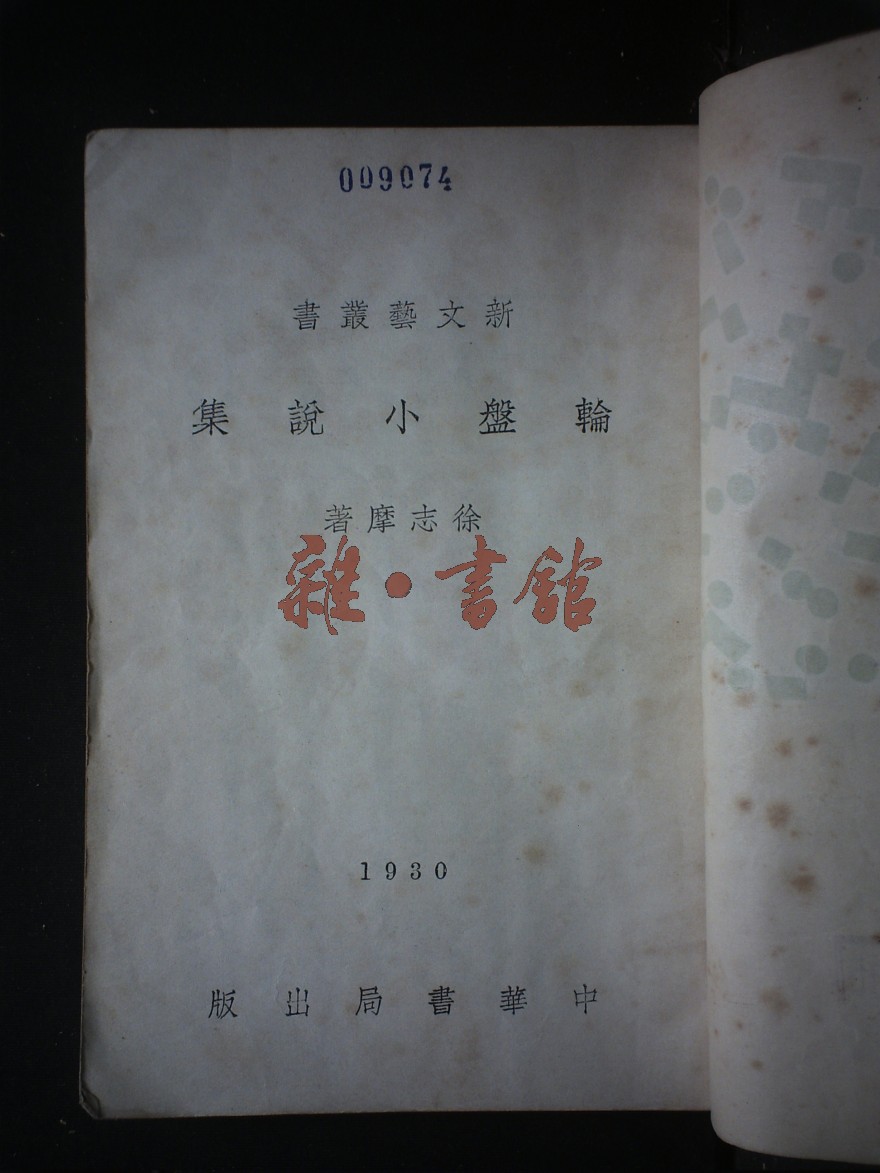 009074
新文藝叢書
輪盤小說集
徐志摩著
雜·書館
1930
中華書局出版